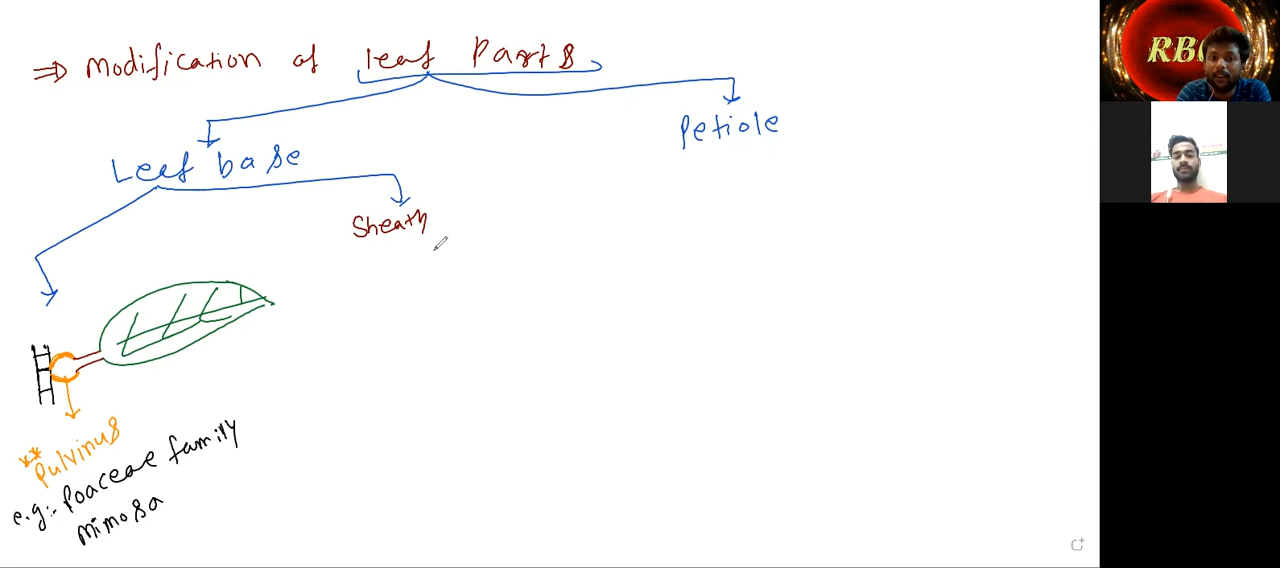 ⇒ Modification of leaf Parts
Petiole
Leaf base
Sheath
** Pulvinus
e.g:- Poaceae family
Mimosa
RBC